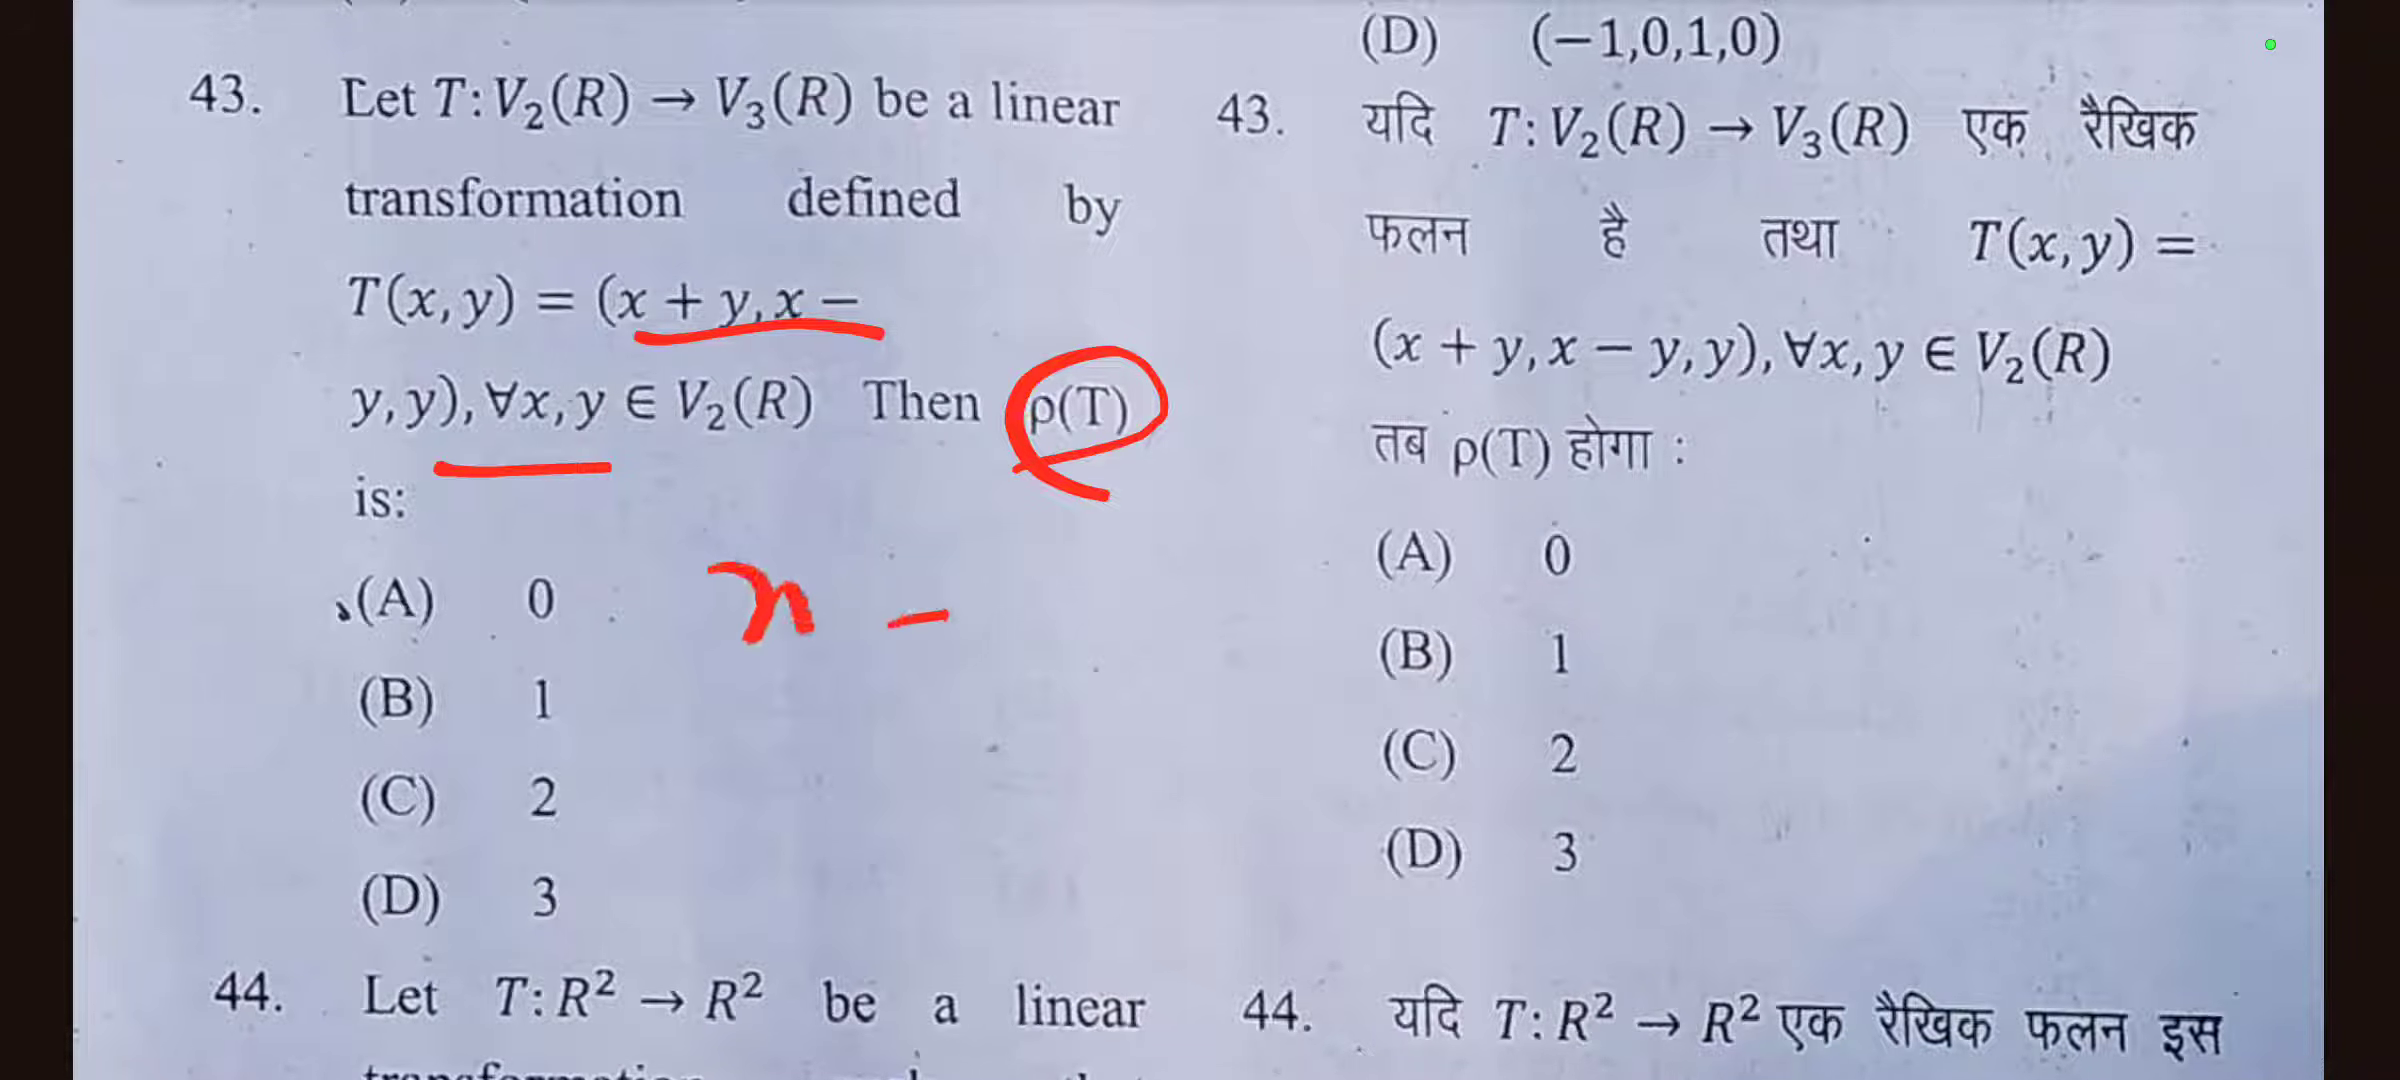 43. Let T: V₂(R) → V₃(R) be a linear
transformation defined by
T(x, y) = (x + y, x −
y, y), ∀x, y ∈ V₂(R) Then ρ(T)
is:
(A) 0
n −
(B) 1
(C) 2
(D) 3
44. Let T: R² → R² be a linear
(D) (−1,0,1,0)
43. यदि T: V₂(R) → V₃(R) एक रैखिक
फलन है तथा T(x, y) =
(x + y, x − y, y), ∀x, y ∈ V₂(R)
तब ρ(T) होगा :
(A) 0
(B) 1
(C) 2
(D) 3
44. यदि T: R² → R² एक रैखिक फलन इस